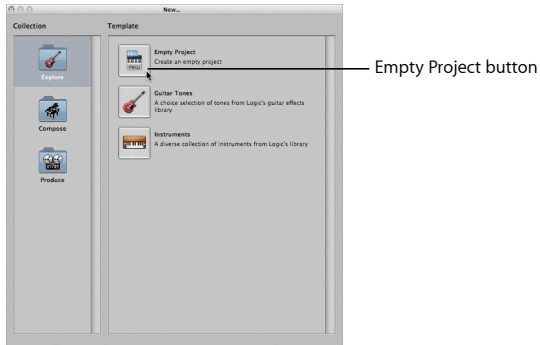 New...
Collection
Template
Explore
Compose
Produce
PROJ
Empty Project
Create an empty project
Guitar Tones
A choice selection of tones from Logic's guitar effects
library
Instruments
A diverse collection of instruments from Logic's library
Empty Project button